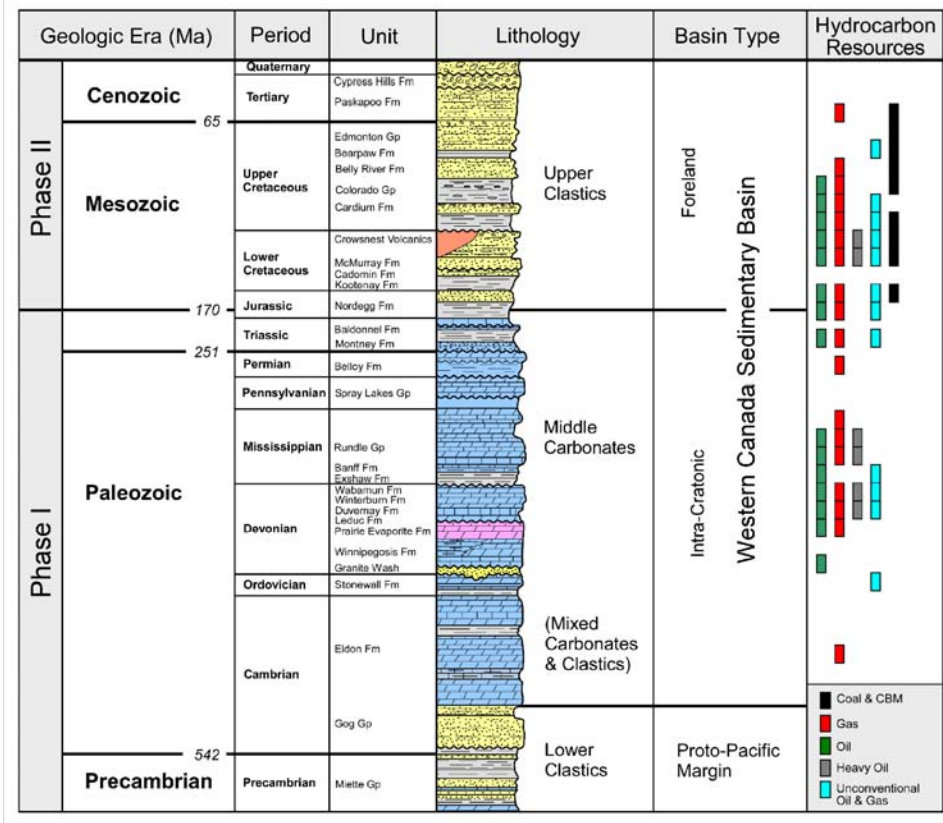 Geologic Era (Ma)
Period
Unit
Lithology
Basin Type
Hydrocarbon
Resources
Phase II
Phase I
Cenozoic
65
Mesozoic
170
251
Paleozoic
542
Precambrian
Quaternary
Tertiary
Upper
Cretaceous
Lower
Cretaceous
Jurassic
Triassic
Permian
Pennsylvanian
Mississippian
Devonian
Ordovician
Cambrian
Precambrian
Cypress Hills Fm
Paskapoo Fm
Edmonton Gp
Bearpaw Fm
Belly River Fm
Colorado Gp
Cardium Fm
Crowsnest Volcanics
McMurray Fm
Cadomin Fm
Kootenay Fm
Nordegg Fm
Baldonnel Fm
Montney Fm
Belloy Fm
Spray Lakes Gp
Rundle Gp
Banff Fm
Exshaw Fm
Wabamun Fm
Winterburn Fm
Duvernay Fm
Leduc Fm
Prairie Evaporite Fm
Winnipegosis Fm
Granite Wash
Stonewall Fm
Eldon Fm
Gog Gp
Miette Gp
Upper
Clastics
Middle
Carbonates
(Mixed
Carbonates
& Clastics)
Lower
Clastics
Foreland
Intra-Cratonic
Western Canada Sedimentary Basin
Proto-Pacific
Margin
Coal & CBM
Gas
Oil
Heavy Oil
Unconventional
Oil & Gas